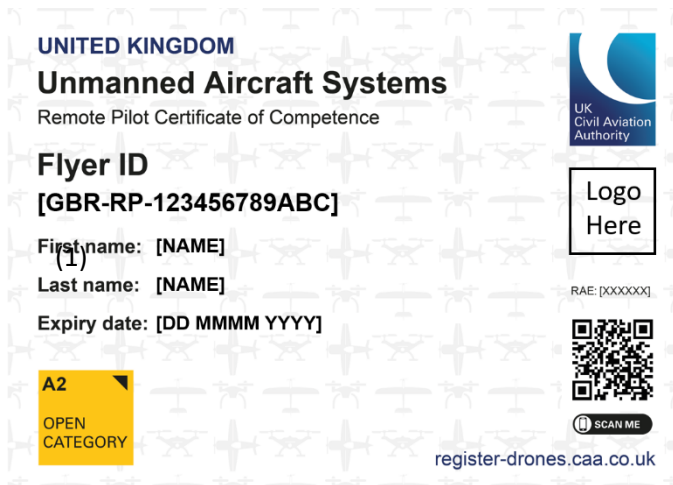 UNITED KINGDOM
Unmanned Aircraft Systems
Remote Pilot Certificate of Competence
UK
Civil Aviation
Authority
Flyer ID
[GBR-RP-123456789ABC]
Logo
Here
First name: [NAME]
(1)
Last name: [NAME]
RAE: [XXXXXX]
Expiry date: [DD MMMM YYYY]
A2
OPEN
CATEGORY
SCAN ME
register-drones.caa.co.uk